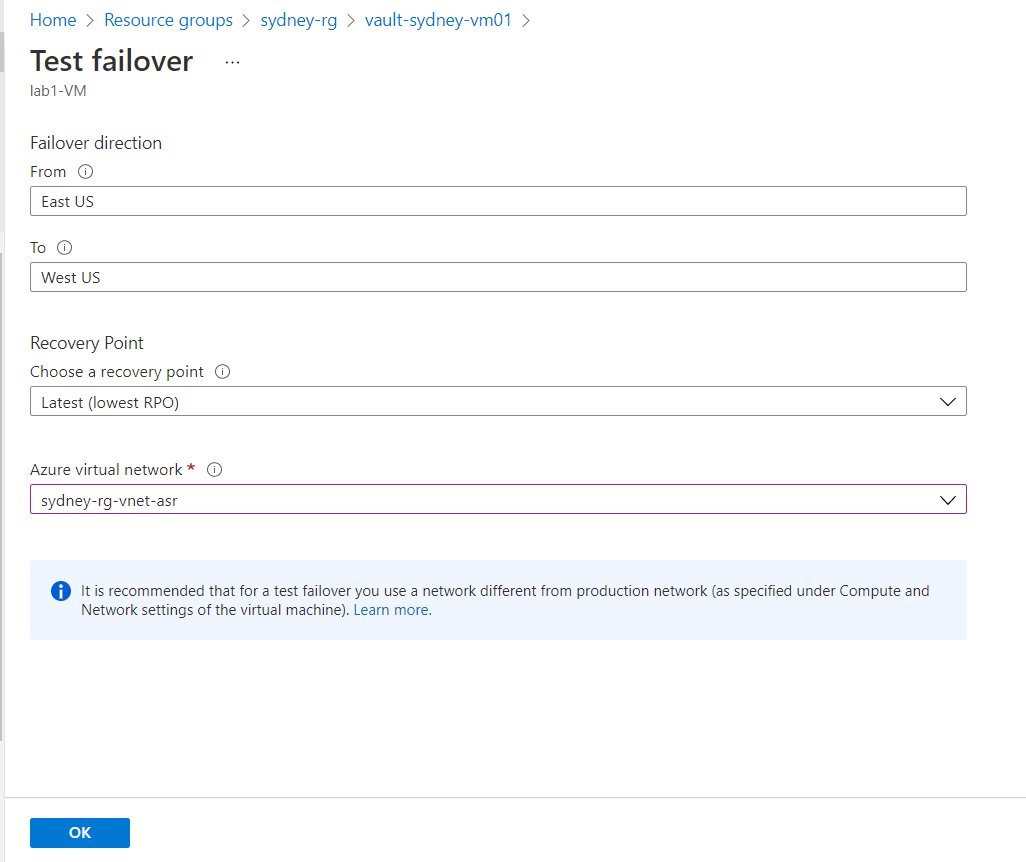 Home > Resource groups > sydney-rg > vault-sydney-vm01 >
Test failover ...
lab1-VM
Failover direction
From
East US
To
West US
Recovery Point
Choose a recovery point
Latest (lowest RPO)
Azure virtual network *
sydney-rg-vnet-asr
It is recommended that for a test failover you use a network different from production network (as specified under Compute and
Network settings of the virtual machine). Learn more.
OK